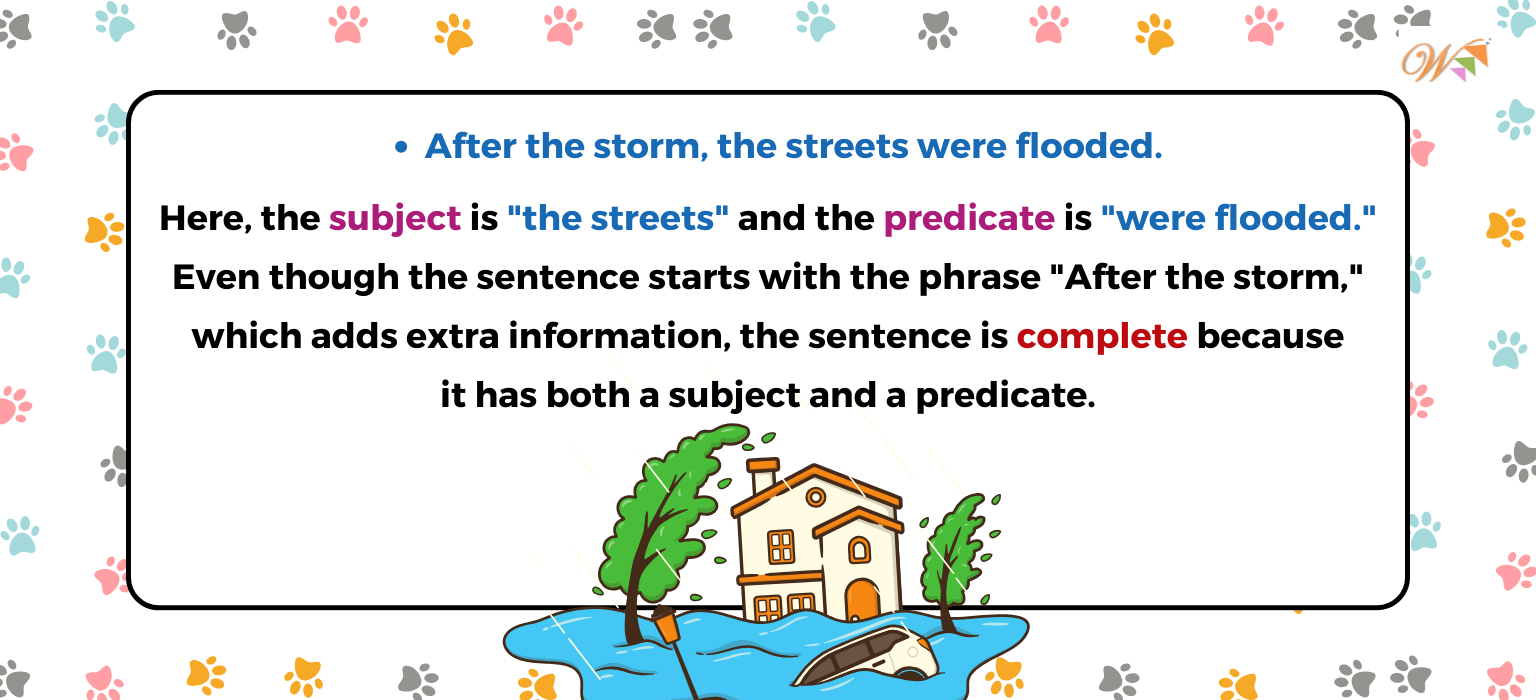 • After the storm, the streets were flooded.
Here, the subject is "the streets" and the predicate is "were flooded."
Even though the sentence starts with the phrase "After the storm,"
which adds extra information, the sentence is complete because
it has both a subject and a predicate.
W